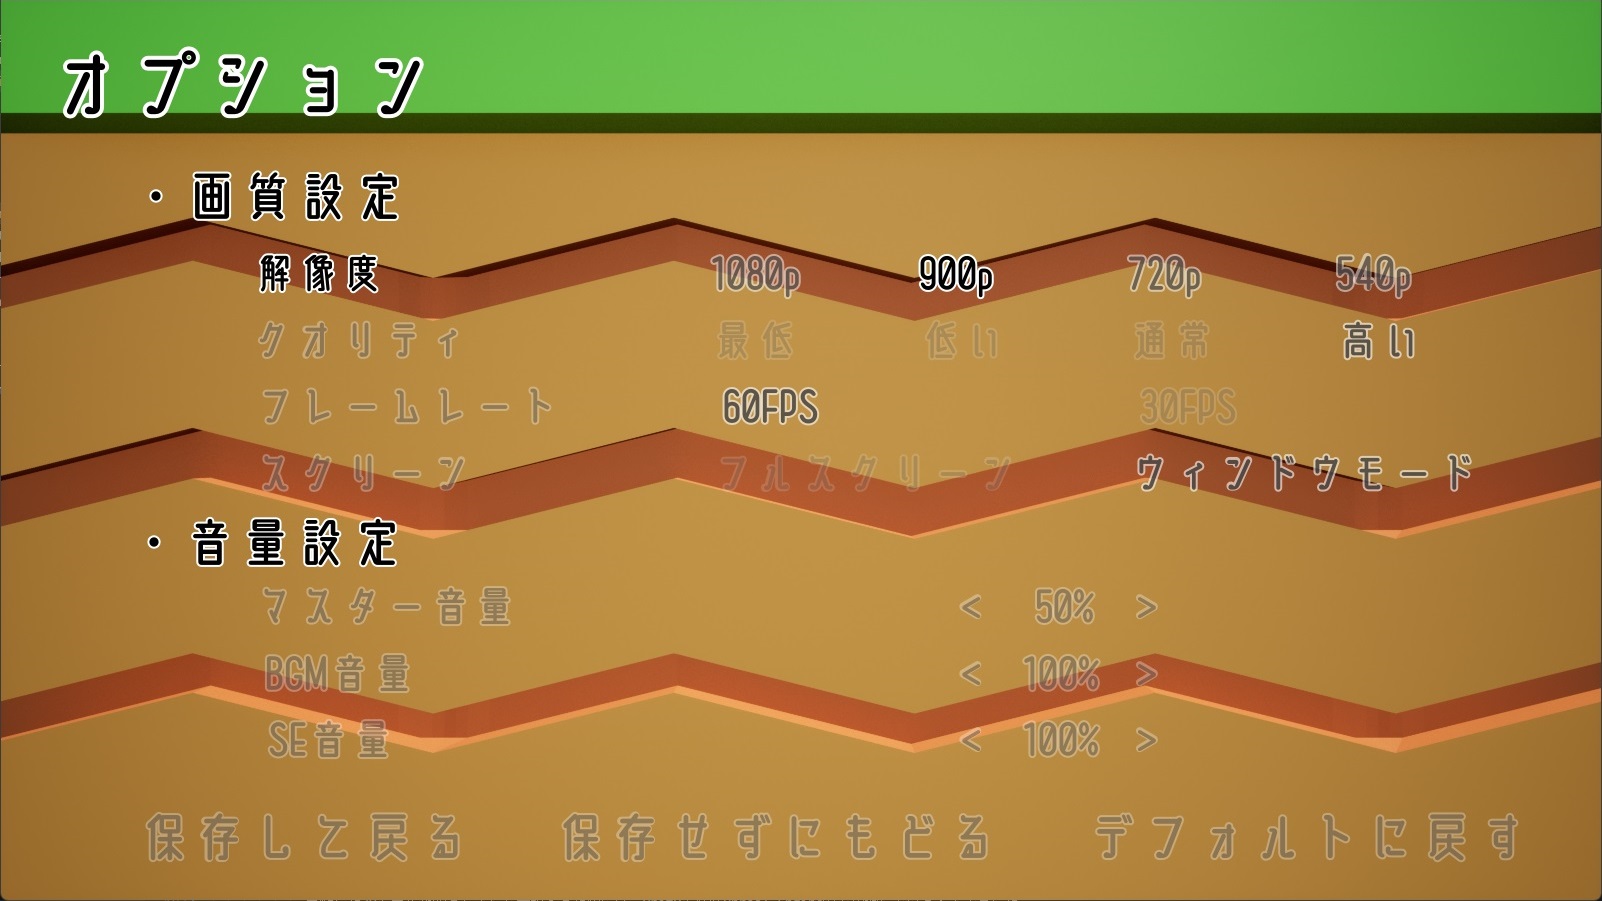 オプション
・画質設定
解像度 1080p 900p 720p 540p
クオリティ 最低 低い 通常 高い
フレームレート 60FPS 30FPS
スクリーン フルスクリーン ウィンドウモード
・音量設定
マスター音量 < 50% >
BGM音量 < 100% >
SE音量 < 100% >
保存して戻る 保存せずにもどる デフォルトに戻す